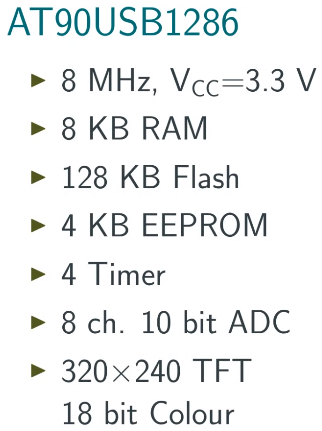 AT90USB1286
▶ 8 MHz, V_CC=3.3 V
▶ 8 KB RAM
▶ 128 KB Flash
▶ 4 KB EEPROM
▶ 4 Timer
▶ 8 ch. 10 bit ADC
▶ 320×240 TFT
18 bit Colour